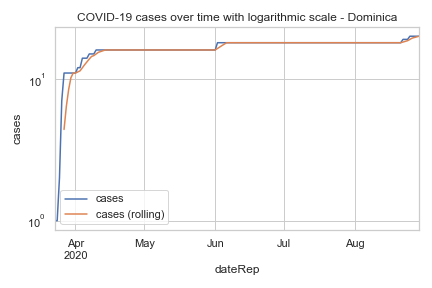 COVID-19 cases over time with logarithmic scale - Dominica
cases
10¹
10⁰
cases
cases (rolling)
Apr
2020
May
Jun
Jul
Aug
dateRep